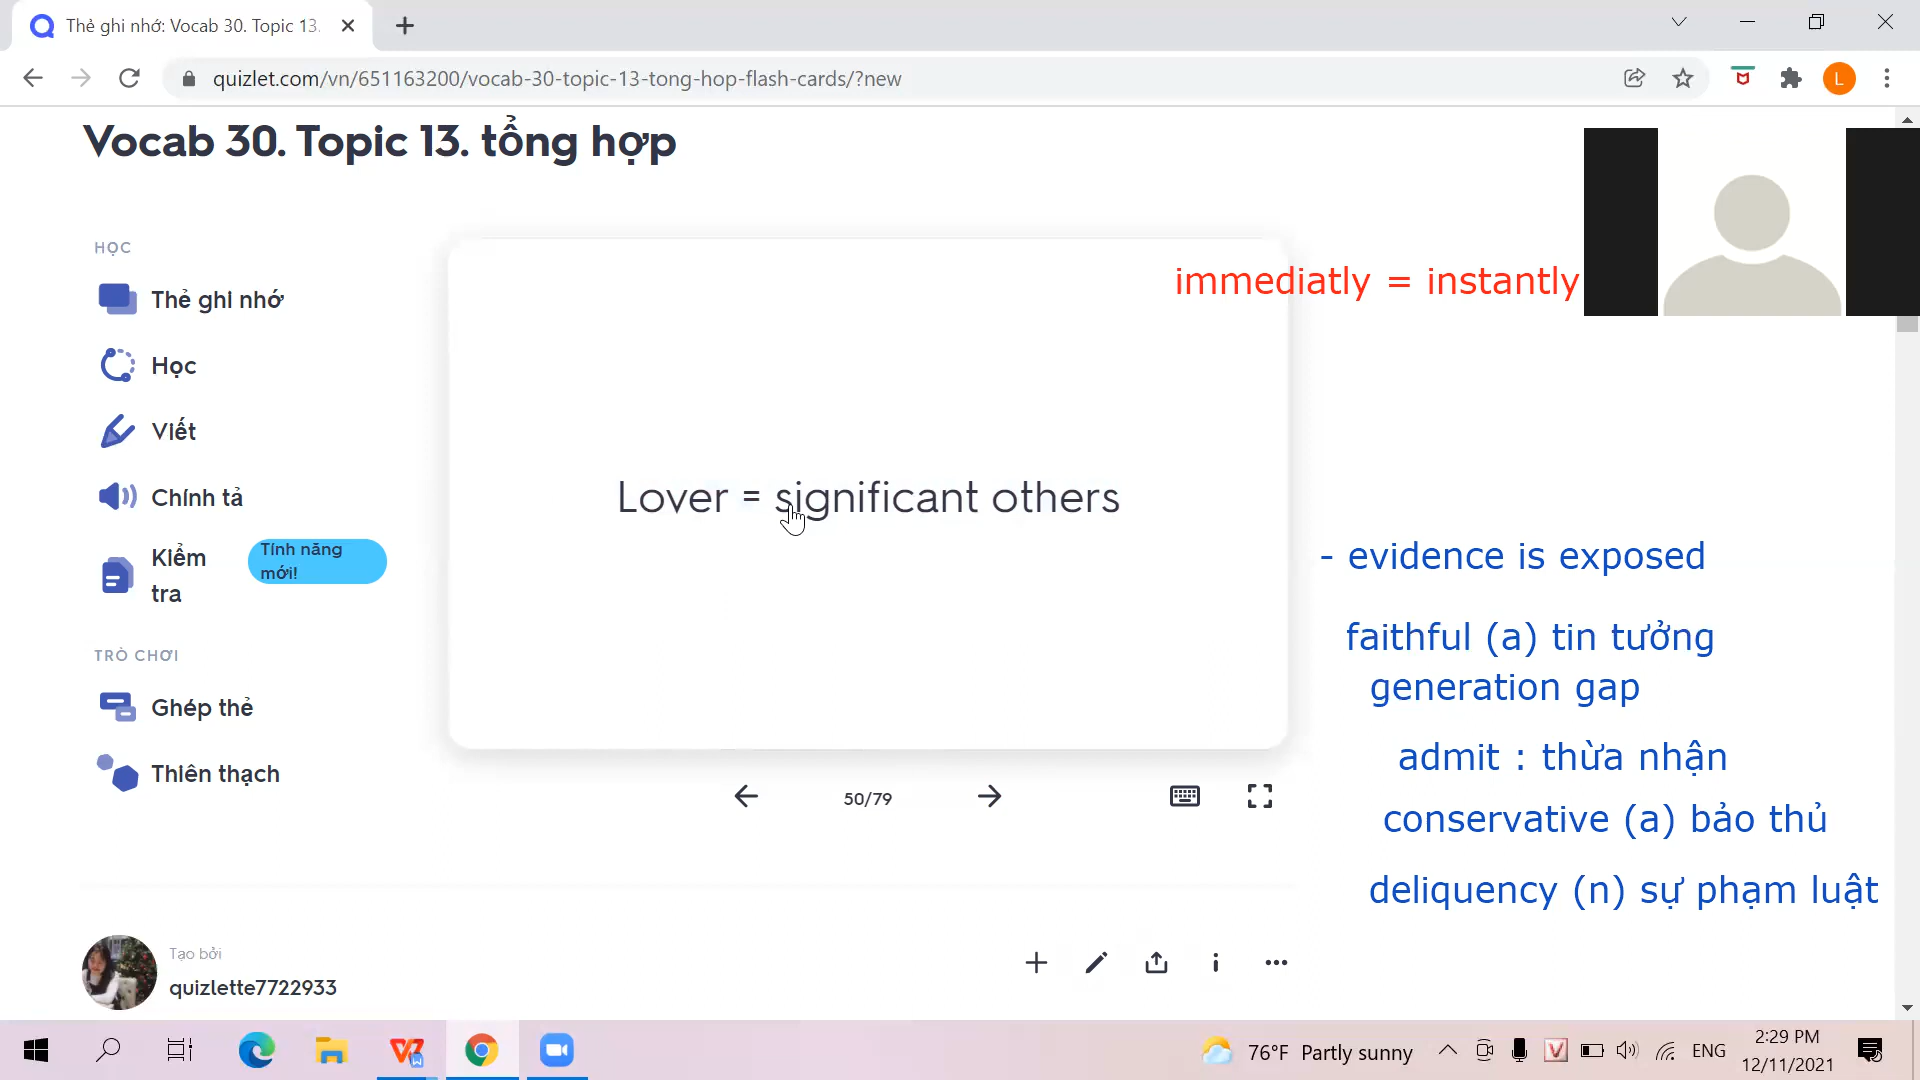 Thẻ ghi nhớ: Vocab 30. Topic 13.
quizlet.com/vn/651163200/vocab-30-topic-13-tong-hop-flash-cards/?new
L
Vocab 30. Topic 13. tổng hợp
HỌC
Thẻ ghi nhớ
Học
Viết
Chính tả
Kiểm tra
Tính năng mới!
TRÒ CHƠI
Ghép thẻ
Thiên thạch
immediatly = instantly
Lover = significant others
50/79
- evidence is exposed
faithful (a) tin tưởng
generation gap
admit : thừa nhận
conservative (a) bảo thủ
deliquency (n) sự phạm luật
Tạo bởi
quizlette7722933
76°F Partly sunny
ENG
2:29 PM
12/11/2021